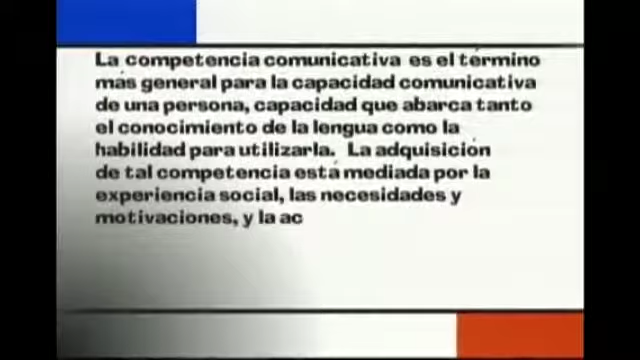 La competencia comunicativa es el término
más general para la capacidad comunicativa
de una persona, capacidad que abarca tanto
el conocimiento de la lengua como la
habilidad para utilizarla. La adquisición
de tal competencia está mediada por la
experiencia social, las necesidades y
motivaciones, y la ac